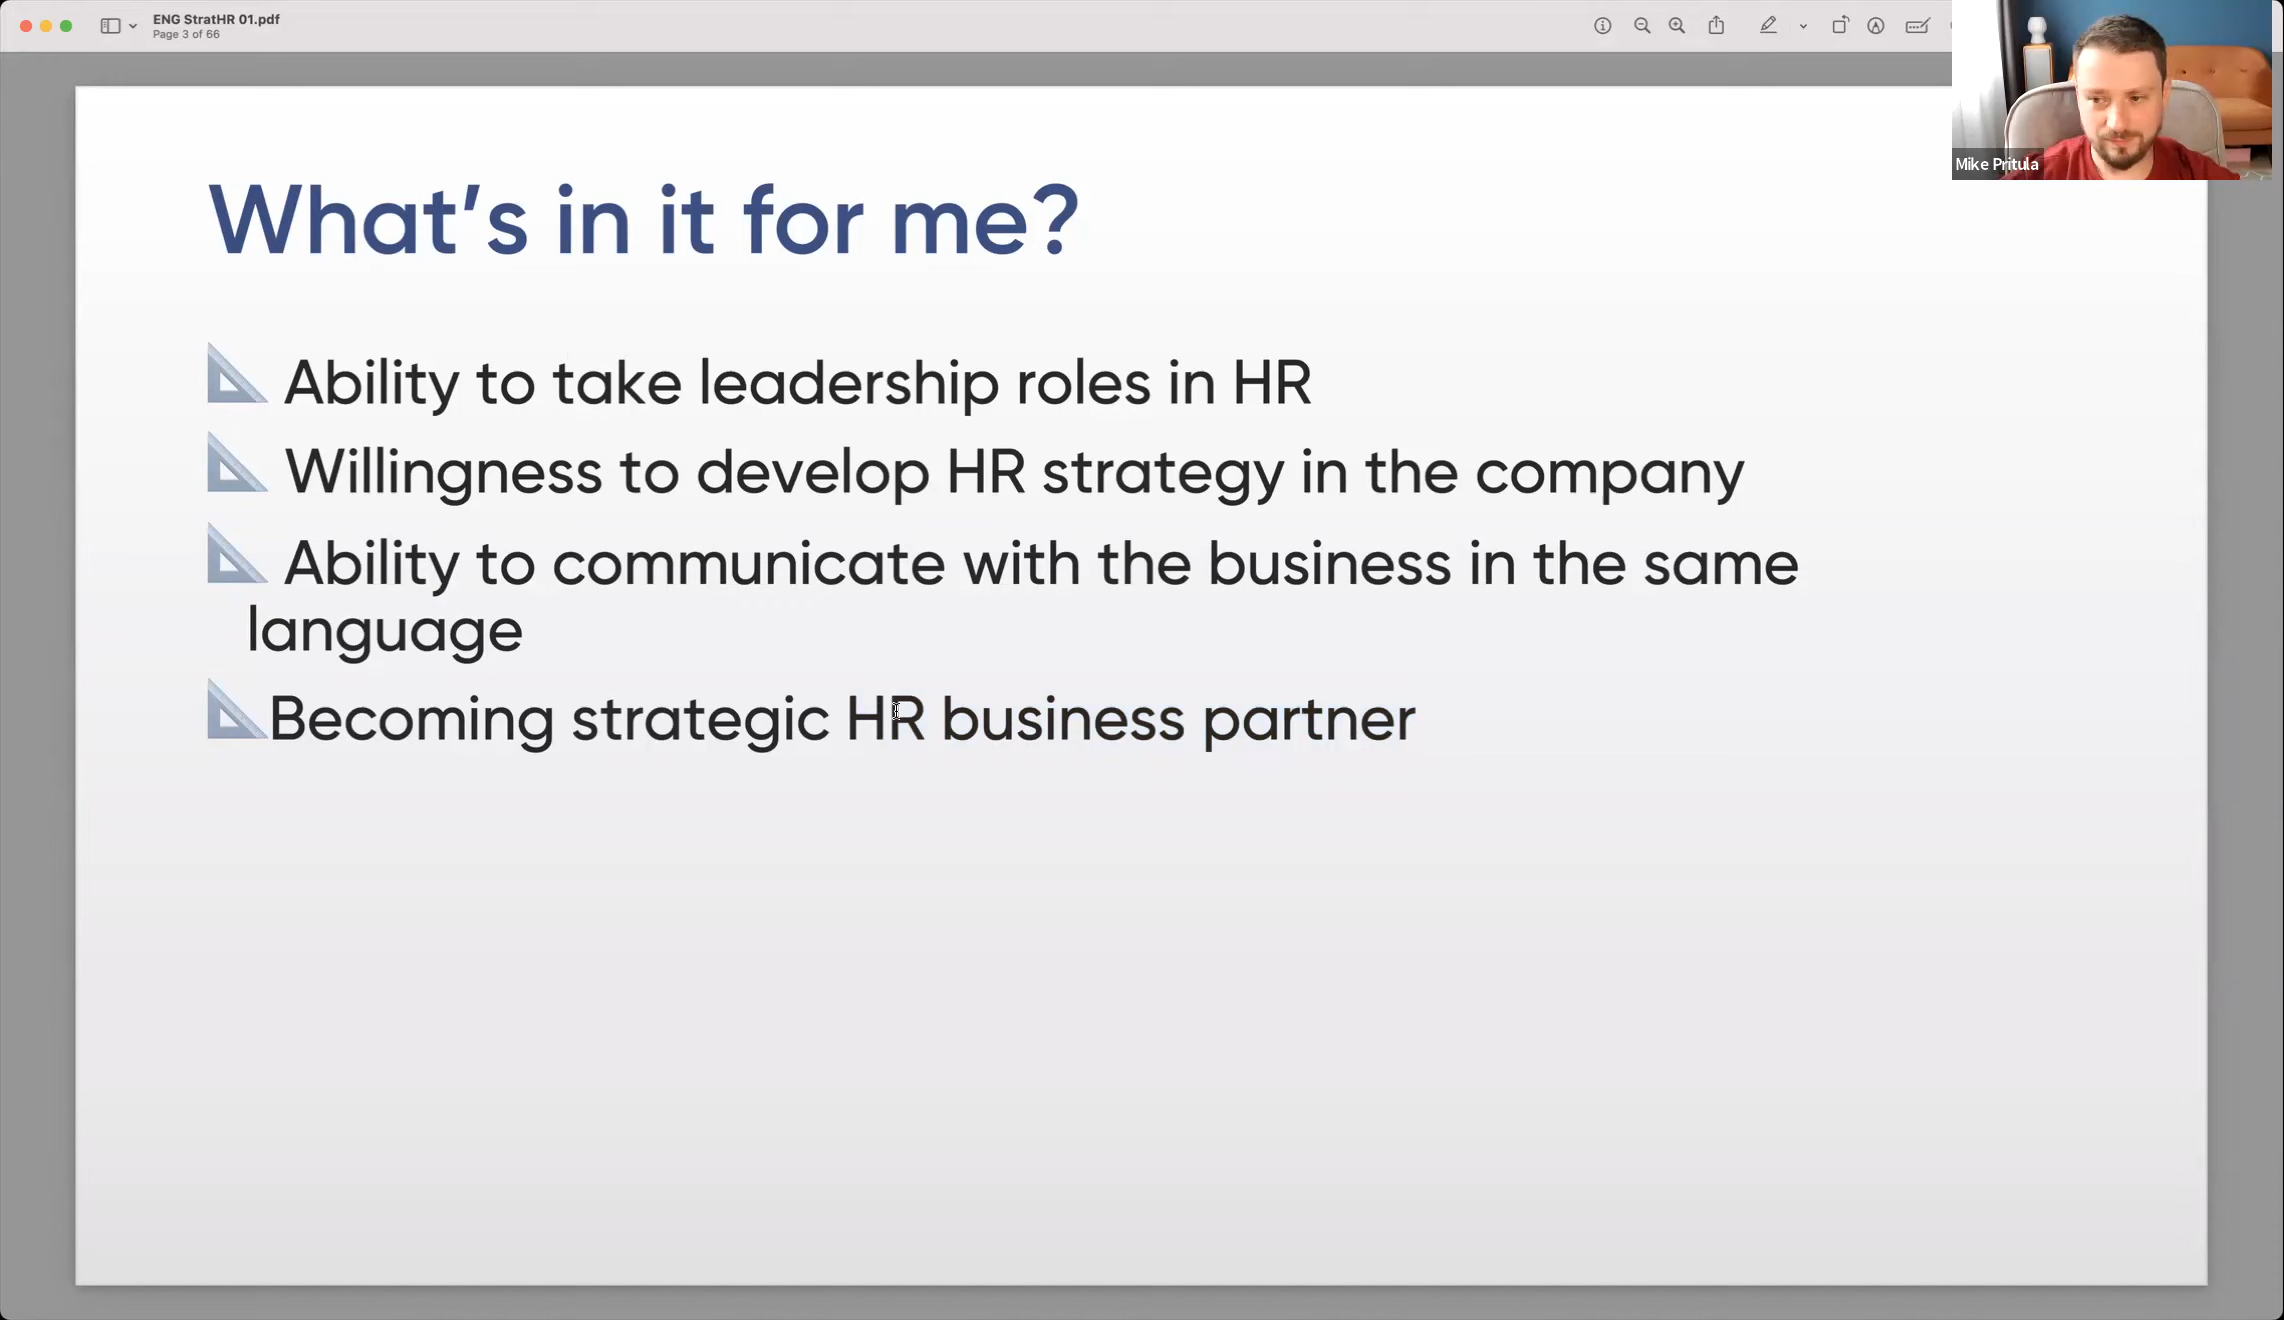 ENG StratHR 01.pdf
Page 3 of 66
Mike Pritula
What's in it for me?
Ability to take leadership roles in HR
Willingness to develop HR strategy in the company
Ability to communicate with the business in the same
language
Becoming strategic HR business partner